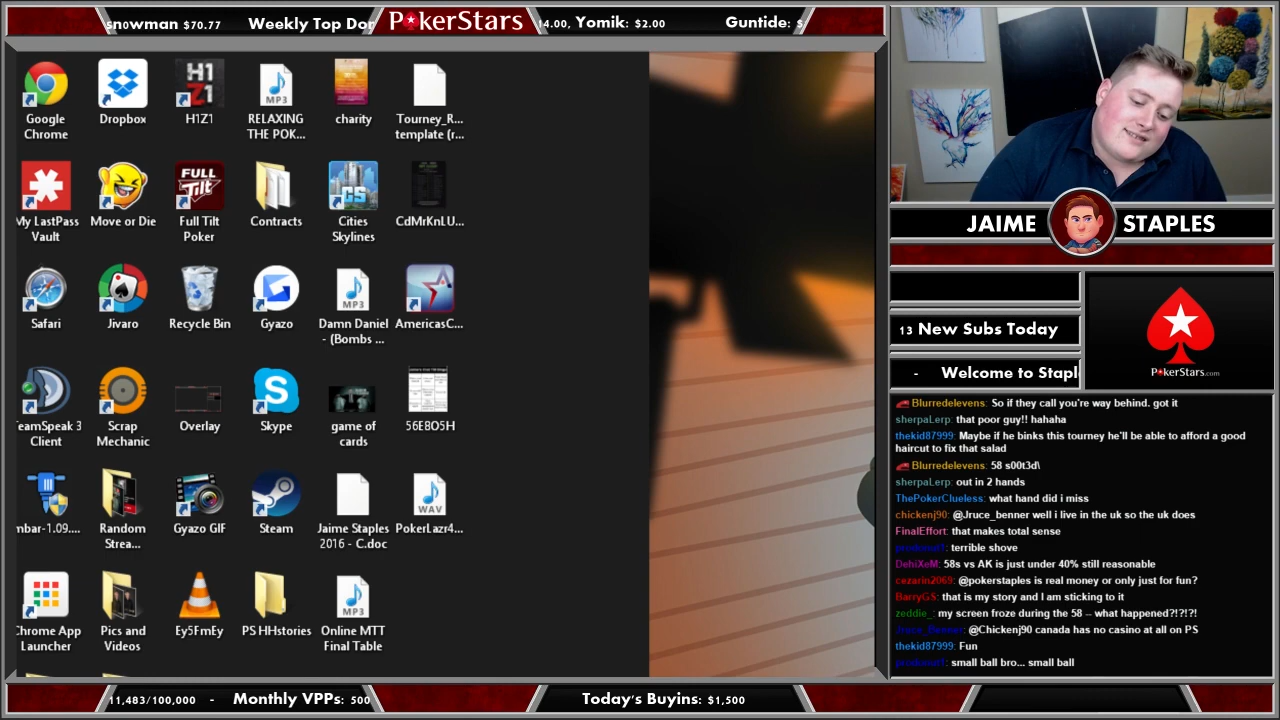 snowman $70.77 Weekly Top Don
PokerStars
14.00, Yomik: $2.00 Guntide: $
Google Chrome
Dropbox
H1Z1
RELAXING THE POK...
charity
Tourney_R... template (r...
My LastPass Vault
Move or Die
Full Tilt Poker
Contracts
Cities Skylines
CdMrKnLU...
Safari
Jivaro
Recycle Bin
Gyazo
Damn Daniel - (Bombs ...
AmericasC...
TeamSpeak 3 Client
Scrap Mechanic
Overlay
Skype
game of cards
56E8O5H
mbar-1.09....
Random Strea...
Gyazo GIF
Steam
Jaime Staples 2016 - C.doc
PokerLazr4...
Chrome App Launcher
Pics and Videos
Ey5FmEy
PS HHstories
Online MTT Final Table
JAIME STAPLES
13 New Subs Today
- Welcome to Stapl
PokerStars.com
Blurredelevens: So if they call you're way behind. got it
sherpaLerp: that poor guy!! hahaha
thekid87999: Maybe if he binks this tourney he'll be able to afford a good
haircut to fix that salad
Blurredelevens: 58 s00t3d\
sherpaLerp: out in 2 hands
ThePokerClueless: what hand did i miss
chickenj90: @Jruce_benner well i live in the uk so the uk does
FinalEffort: that makes total sense
terrible shove
DehiXeM: 58s vs AK is just under 40% still reasonable
cezarin2069: @pokerstaples is real money or only just for fun?
BarryGS: that is my story and I am sticking to it
zeddie_: my screen froze during the 58 -- what happened?!?!?!
Jruce_Benner: @Chickenj90 canada has no casino at all on PS
thekid87999: Fun
small ball bro... small ball
11,483/100,000 - Monthly VPPs: 500
Today's Buyins: $1,500